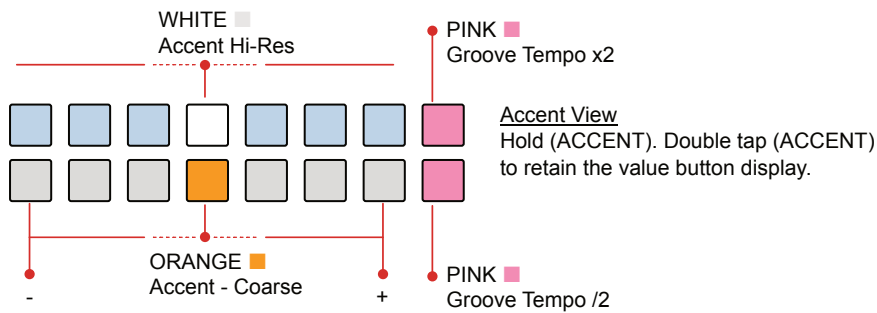 WHITE
Accent Hi-Res
PINK
Groove Tempo x2
Accent View
Hold (ACCENT). Double tap (ACCENT)
to retain the value button display.
ORANGE
Accent - Coarse
-
+
PINK
Groove Tempo /2